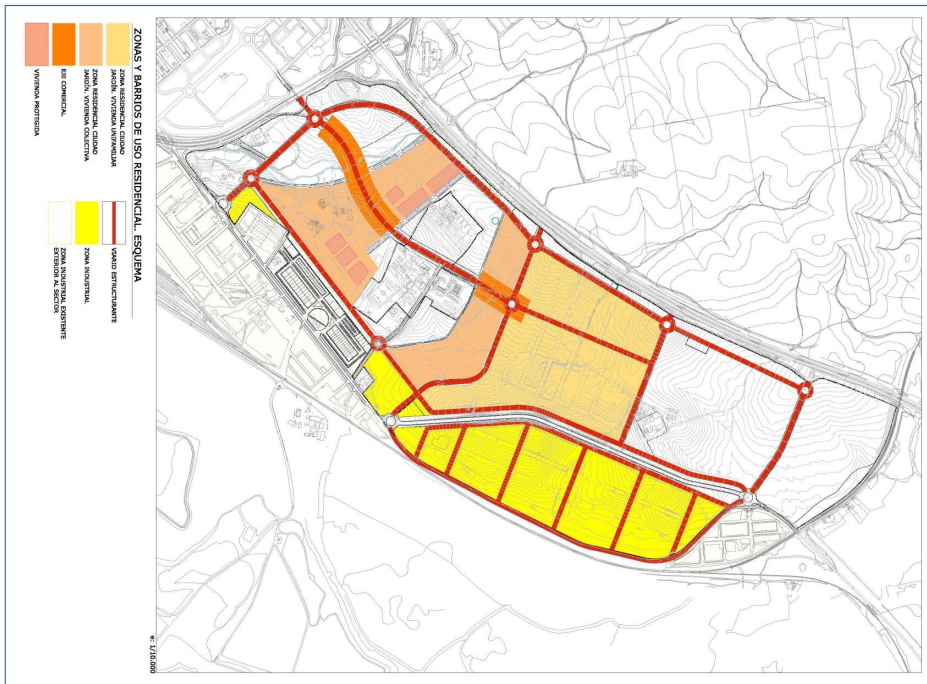 ZONAS Y BARRIOS DE USO RESIDENCIAL. ESQUEMA
ZONA RESIDENCIAL CIUDAD
JARDÍN. VIVIENDA UNIFAMILIAR
ZONA RESIDENCIAL CIUDAD
JARDÍN. VIVIENDA COLECTIVA
EJE COMERCIAL
VIVIENDA PROTEGIDA
VIARIO ESTRUCTURANTE
ZONA INDUSTRIAL
ZONA INDUSTRIAL EXISTENTE
EXTERIOR AL SECTOR
e: 1/10.000